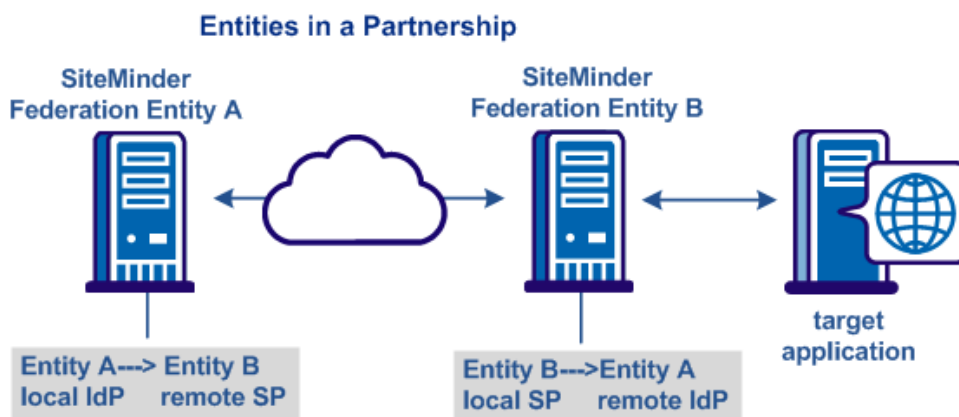 Entities in a Partnership
SiteMinder
Federation Entity A
SiteMinder
Federation Entity B
target
application
Entity A---> Entity B
local IdP remote SP
Entity B--->Entity A
local SP remote IdP